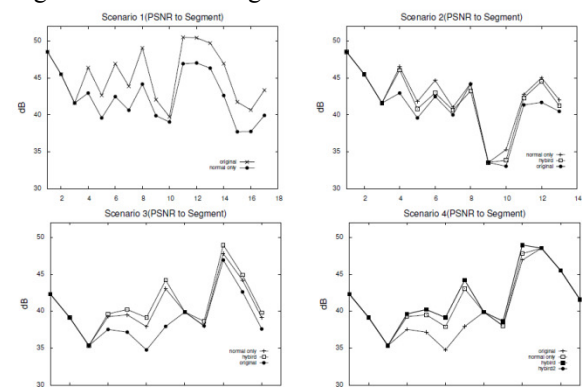 Scenario 1(PSNR to Segment)
50
45
40
35
30
dB
original
normal only
2
4
6
8
10
12
14
16
18
Scenario 2(PSNR to Segment)
50
45
40
35
30
dB
normal only
hybrid
original
2
4
6
8
10
12
14
Scenario 3(PSNR to Segment)
50
45
40
35
30
dB
normal only
hybrid
original
Scenario 4(PSNR to Segment)
50
45
40
35
30
dB
original
normal only
hybrid
hybrid2